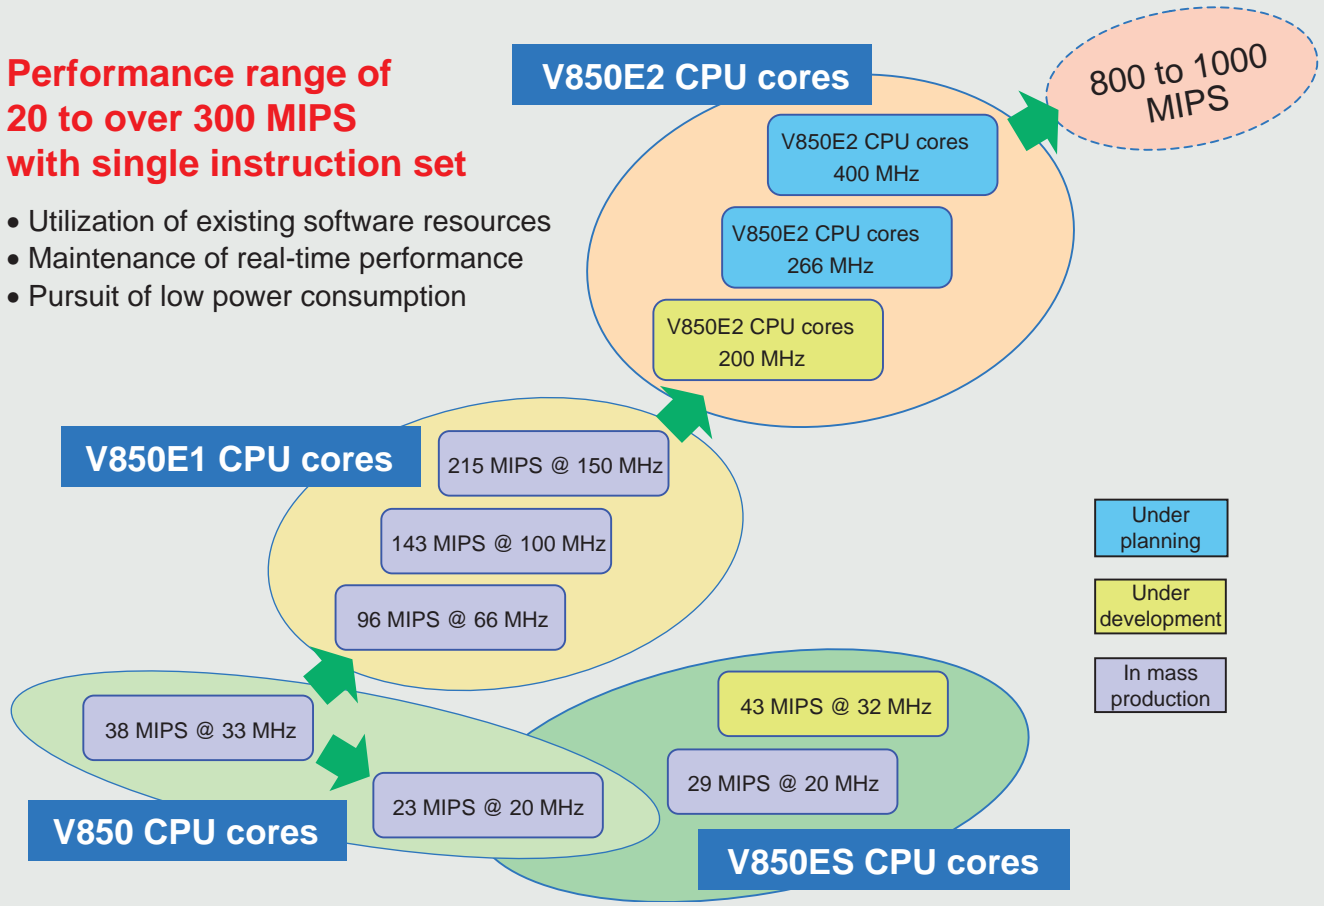 Performance range of
20 to over 300 MIPS
with single instruction set
• Utilization of existing software resources
• Maintenance of real-time performance
• Pursuit of low power consumption
V850E2 CPU cores
800 to 1000
MIPS
V850E2 CPU cores
400 MHz
V850E2 CPU cores
266 MHz
V850E2 CPU cores
200 MHz
V850E1 CPU cores
215 MIPS @ 150 MHz
143 MIPS @ 100 MHz
96 MIPS @ 66 MHz
Under
planning
Under
development
In mass
production
38 MIPS @ 33 MHz
23 MIPS @ 20 MHz
V850 CPU cores
43 MIPS @ 32 MHz
29 MIPS @ 20 MHz
V850ES CPU cores